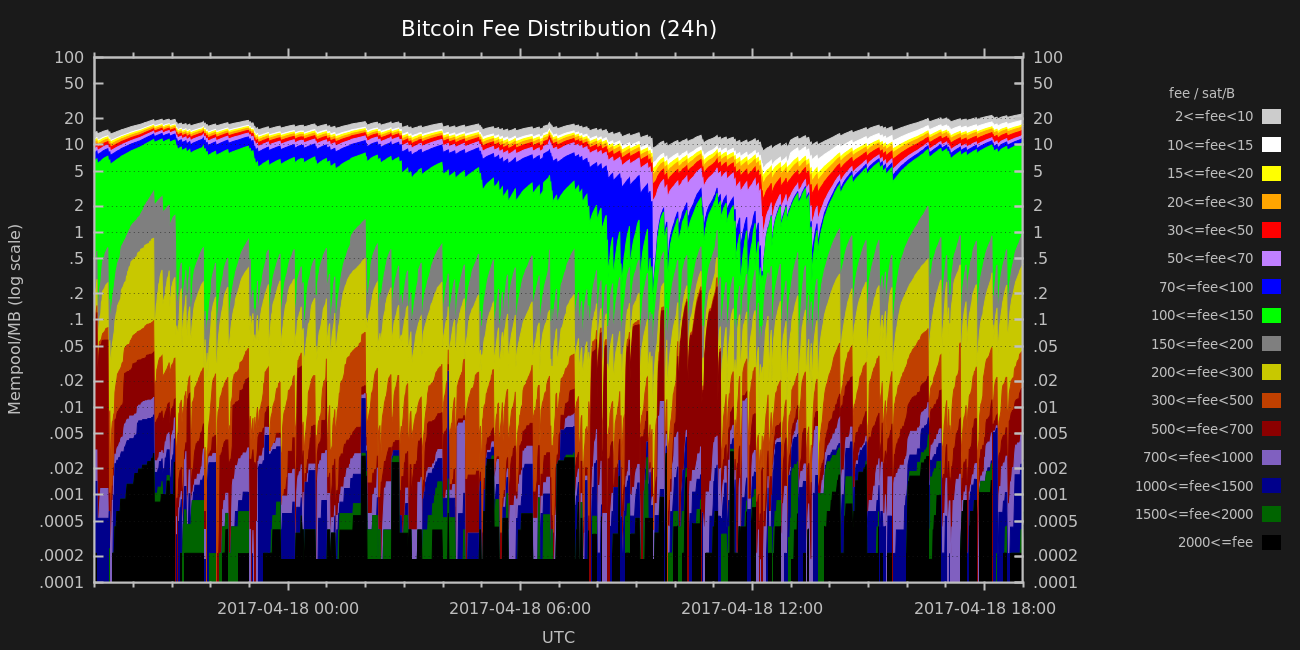 Bitcoin Fee Distribution (24h)
100
50
20
10
5
2
1
.5
.2
.1
.05
.02
.01
.005
.002
.001
.0005
.0002
.0001
Mempool/MB (log scale)
100
50
20
10
5
2
1
.5
.2
.1
.05
.02
.01
.005
.002
.001
.0005
.0002
.0001
2017-04-18 00:00
2017-04-18 06:00
2017-04-18 12:00
2017-04-18 18:00
UTC
fee / sat/B
2<=fee<10
10<=fee<15
15<=fee<20
20<=fee<30
30<=fee<50
50<=fee<70
70<=fee<100
100<=fee<150
150<=fee<200
200<=fee<300
300<=fee<500
500<=fee<700
700<=fee<1000
1000<=fee<1500
1500<=fee<2000
2000<=fee